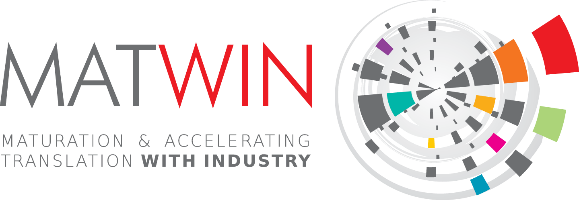 MATWIN
MATURATION & ACCELERATING
TRANSLATION WITH INDUSTRY